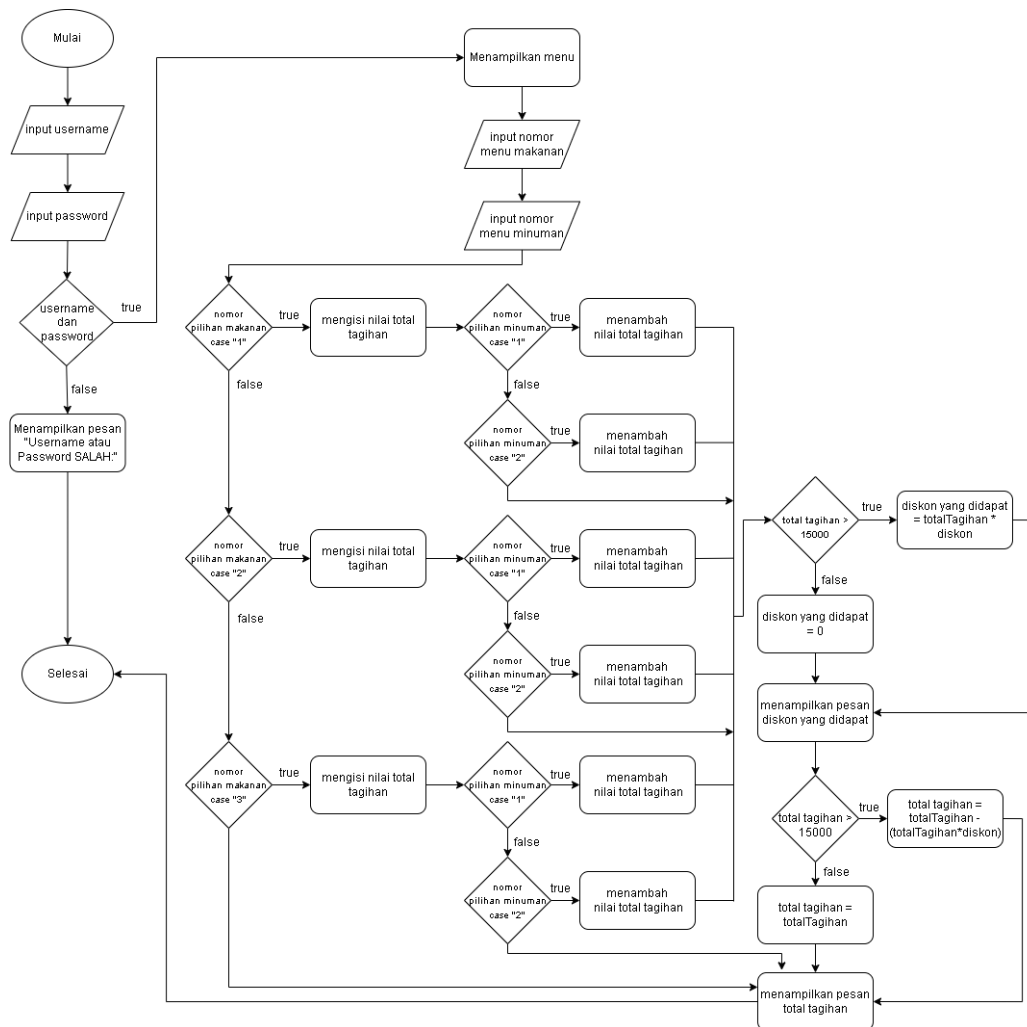 Mulai
input username
input password
username
dan
password
true
false
Menampilkan pesan
"Username atau
Password SALAH:"
Selesai
Menampilkan menu
input nomor
menu makanan
input nomor
menu minuman
nomor
pilihan makanan
case "1"
true
mengisi nilai total
tagihan
nomor
pilihan minuman
case "1"
true
menambah
nilai total tagihan
false
false
nomor
pilihan minuman
case "2"
true
menambah
nilai total tagihan
nomor
pilihan makanan
case "2"
true
mengisi nilai total
tagihan
nomor
pilihan minuman
case "1"
true
menambah
nilai total tagihan
false
false
nomor
pilihan minuman
case "2"
true
menambah
nilai total tagihan
nomor
pilihan makanan
case "3"
true
mengisi nilai total
tagihan
nomor
pilihan minuman
case "1"
true
menambah
nilai total tagihan
false
nomor
pilihan minuman
case "2"
true
menambah
nilai total tagihan
total tagihan >
15000
true
diskon yang didapat
= totalTagihan *
diskon
false
diskon yang didapat
= 0
menampilkan pesan
diskon yang didapat
total tagihan >
15000
true
total tagihan =
totalTagihan -
(totalTagihan*diskon)
false
total tagihan =
totalTagihan
menampilkan pesan
total tagihan